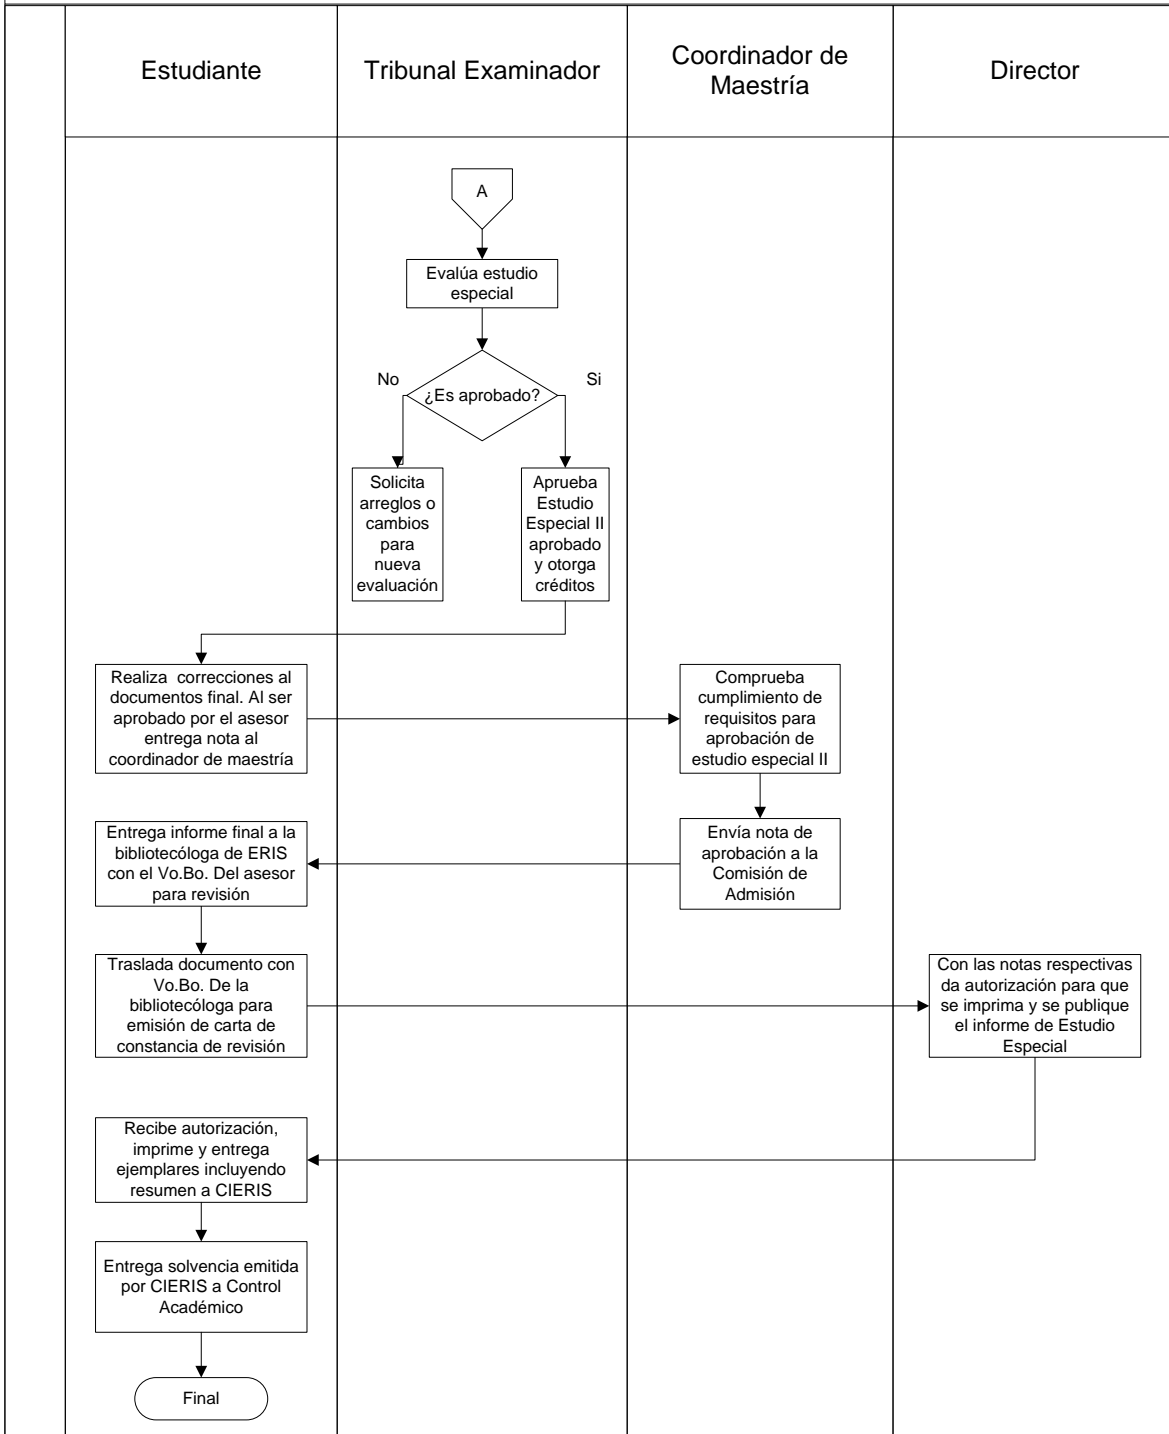 Estudiante
Tribunal Examinador
Coordinador de
Maestría
Director
A
Evalúa estudio
especial
No
¿Es aprobado?
Si
Solicita
arreglos o
cambios
para
nueva
evaluación
Aprueba
Estudio
Especial II
aprobado
y otorga
créditos
Realiza correcciones al
documentos final. Al ser
aprobado por el asesor
entrega nota al
coordinador de maestría
Comprueba
cumplimiento de
requisitos para
aprobación de
estudio especial II
Envía nota de
aprobación a la
Comisión de
Admisión
Entrega informe final a la
bibliotecóloga de ERIS
con el Vo.Bo. Del asesor
para revisión
Traslada documento con
Vo.Bo. De la
bibliotecóloga para
emisión de carta de
constancia de revisión
Con las notas respectivas
da autorización para que
se imprima y se publique
el informe de Estudio
Especial
Recibe autorización,
imprime y entrega
ejemplares incluyendo
resumen a CIERIS
Entrega solvencia emitida
por CIERIS a Control
Académico
Final